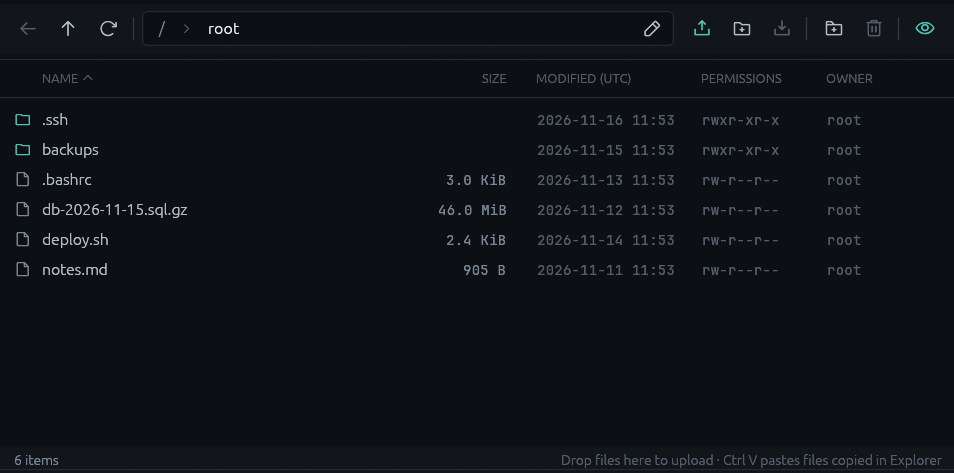 / > root
NAME SIZE MODIFIED (UTC) PERMISSIONS OWNER
.ssh 2026-11-16 11:53 rwxr-xr-x root
backups 2026-11-15 11:53 rwxr-xr-x root
.bashrc 3.0 KiB 2026-11-13 11:53 rw-r--r-- root
db-2026-11-15.sql.gz 46.0 MiB 2026-11-12 11:53 rw-r--r-- root
deploy.sh 2.4 KiB 2026-11-14 11:53 rw-r--r-- root
notes.md 905 B 2026-11-11 11:53 rw-r--r-- root
6 items Drop files here to upload · Ctrl V pastes files copied in Explorer